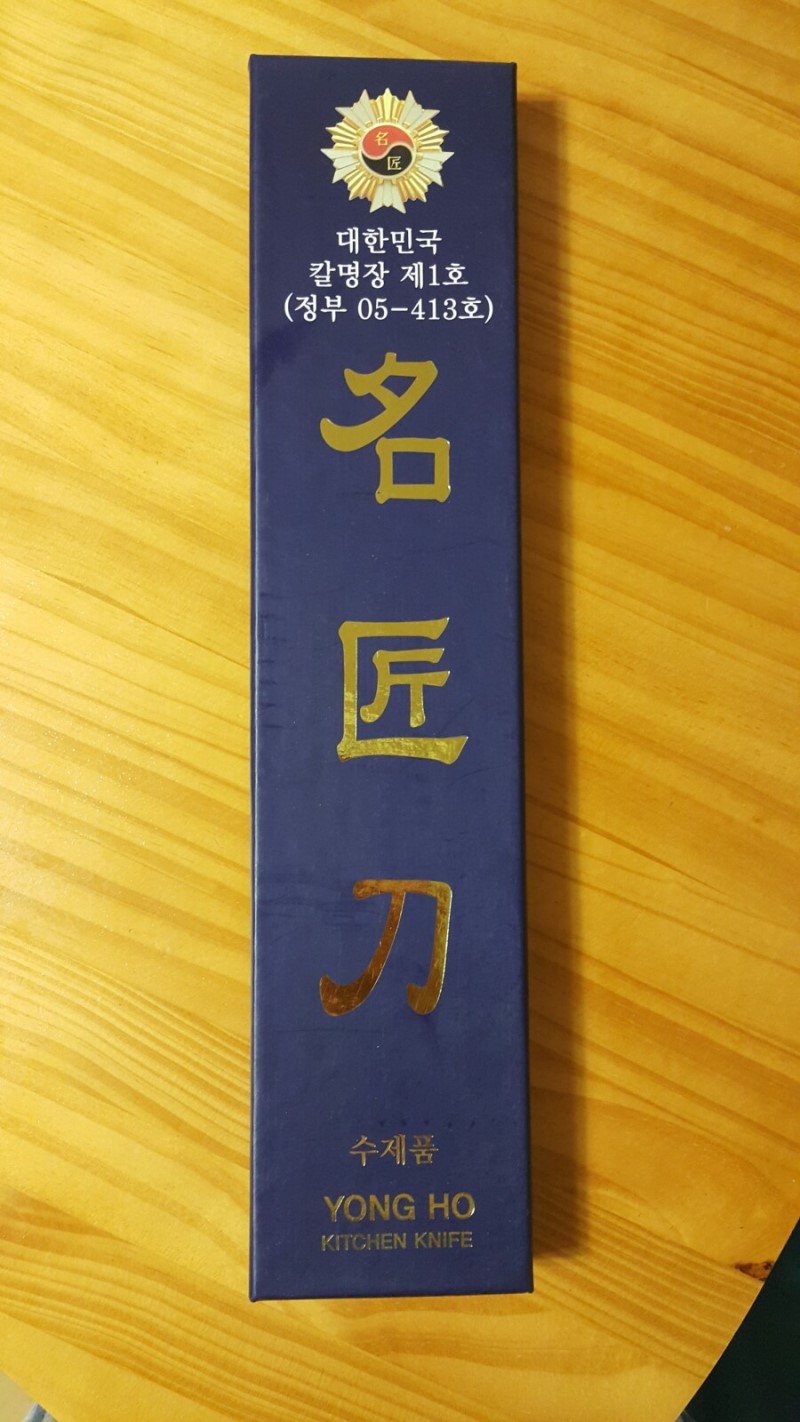 名
匠
대한민국
칼명장 제1호
(정부 05-413호)
名
匠
刀
수제품
YONG HO
KITCHEN KNIFE